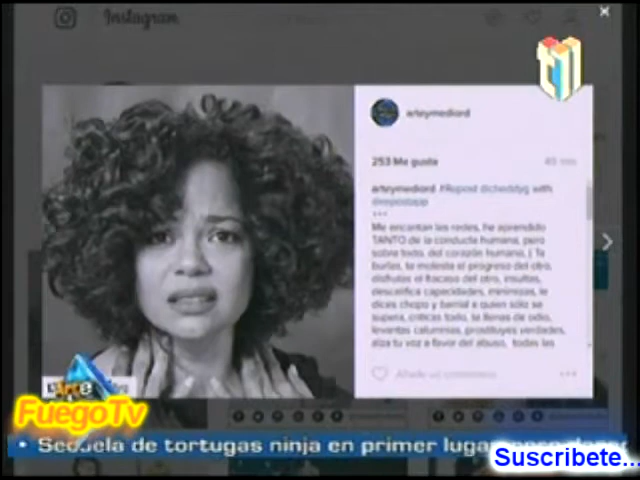 Instagram
arteymediord
253 Me gusta
40 min
arteymediord #Repost @cheddyg with
@repostapp
Me encantan las redes, he aprendido
TANTO de la conducta humana, pero
sobre todo, del corazón humano. ( Te
burlas, te molesta el progreso del otro,
disfrutas el fracaso del otro, insultas,
descalifica capacidades, minimizas, le
dices chopo y barrial a quien sólo se
supera, criticas todo, te llenas de odio,
levantas calumnias, prostituyes verdades,
alza tu voz a favor del abuso, todas las
Añade un comentario
FuegoTv
• Secuela de tortugas ninja en primer lugar
Suscribete...